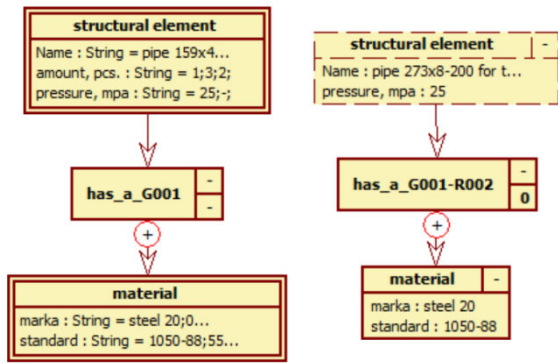 structural element
Name : String = pipe 159x4...
amount, pcs. : String = 1;3;2;
pressure, mpa : String = 25;-;
has_a_G001
-
-
+
material
marka : String = steel 20;0...
standard : String = 1050-88;55...
structural element
-
Name : pipe 273x8-200 for t...
pressure, mpa : 25
has_a_G001-R002
-
0
+
material
-
marka : steel 20
standard : 1050-88